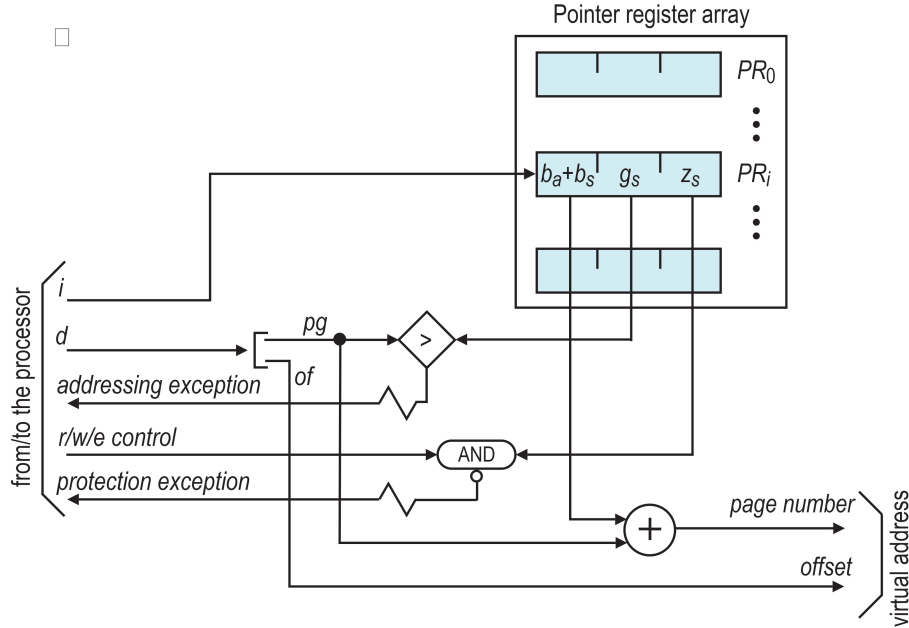 Pointer register array
PR0
ba+bs gs zs PRi
from/to the processor
i
d
pg
>
of
addressing exception
r/w/e control
AND
protection exception
+
page number
offset
virtual address